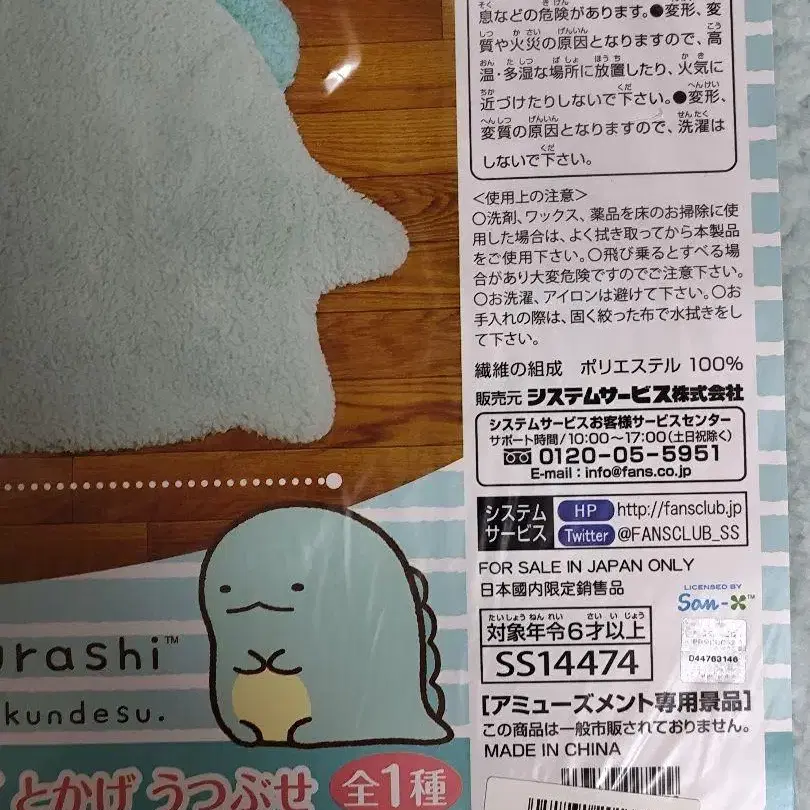 息などの危険があります。●変形、変
質や火災の原因となりますので、高
温・多湿な場所に放置したり、火気に
近づけたりしないで下さい。●変形、
変質の原因となりますので、洗濯は
しないで下さい。
<使用上の注意>
○洗剤、ワックス、薬品を床のお掃除に使
用した場合は、よく拭き取ってから本製品
をご使用下さい。○飛び乗るとすべる場
合があり大変危険ですのでご注意下さい。
○お洗濯、アイロンは避けて下さい。○お
手入れの際は、固く絞った布で水拭きをし
て下さい。
繊維の組成 ポリエステル 100%
販売元 システムサービス株式会社
システムサービスお客様サービスセンター
サポート時間/10:00~17:00(土日祝除く)
0120-05-5951
E-mail:info@fans.co.jp
システム
サービス
HP http://fansclub.jp
Twitter @FANSCLUB_SS
FOR SALE IN JAPAN ONLY
日本國内限定銷售品
LICENSED BY
San-X™
対象年令6才以上
たいしょうねんれい さいいじょう
SS14474
D44763146
[アミューズメント専用景品]
この商品は一般市販されておりません。
MADE IN CHINA
urashi™
kundesu.
とかげ うつぶせ 全1種